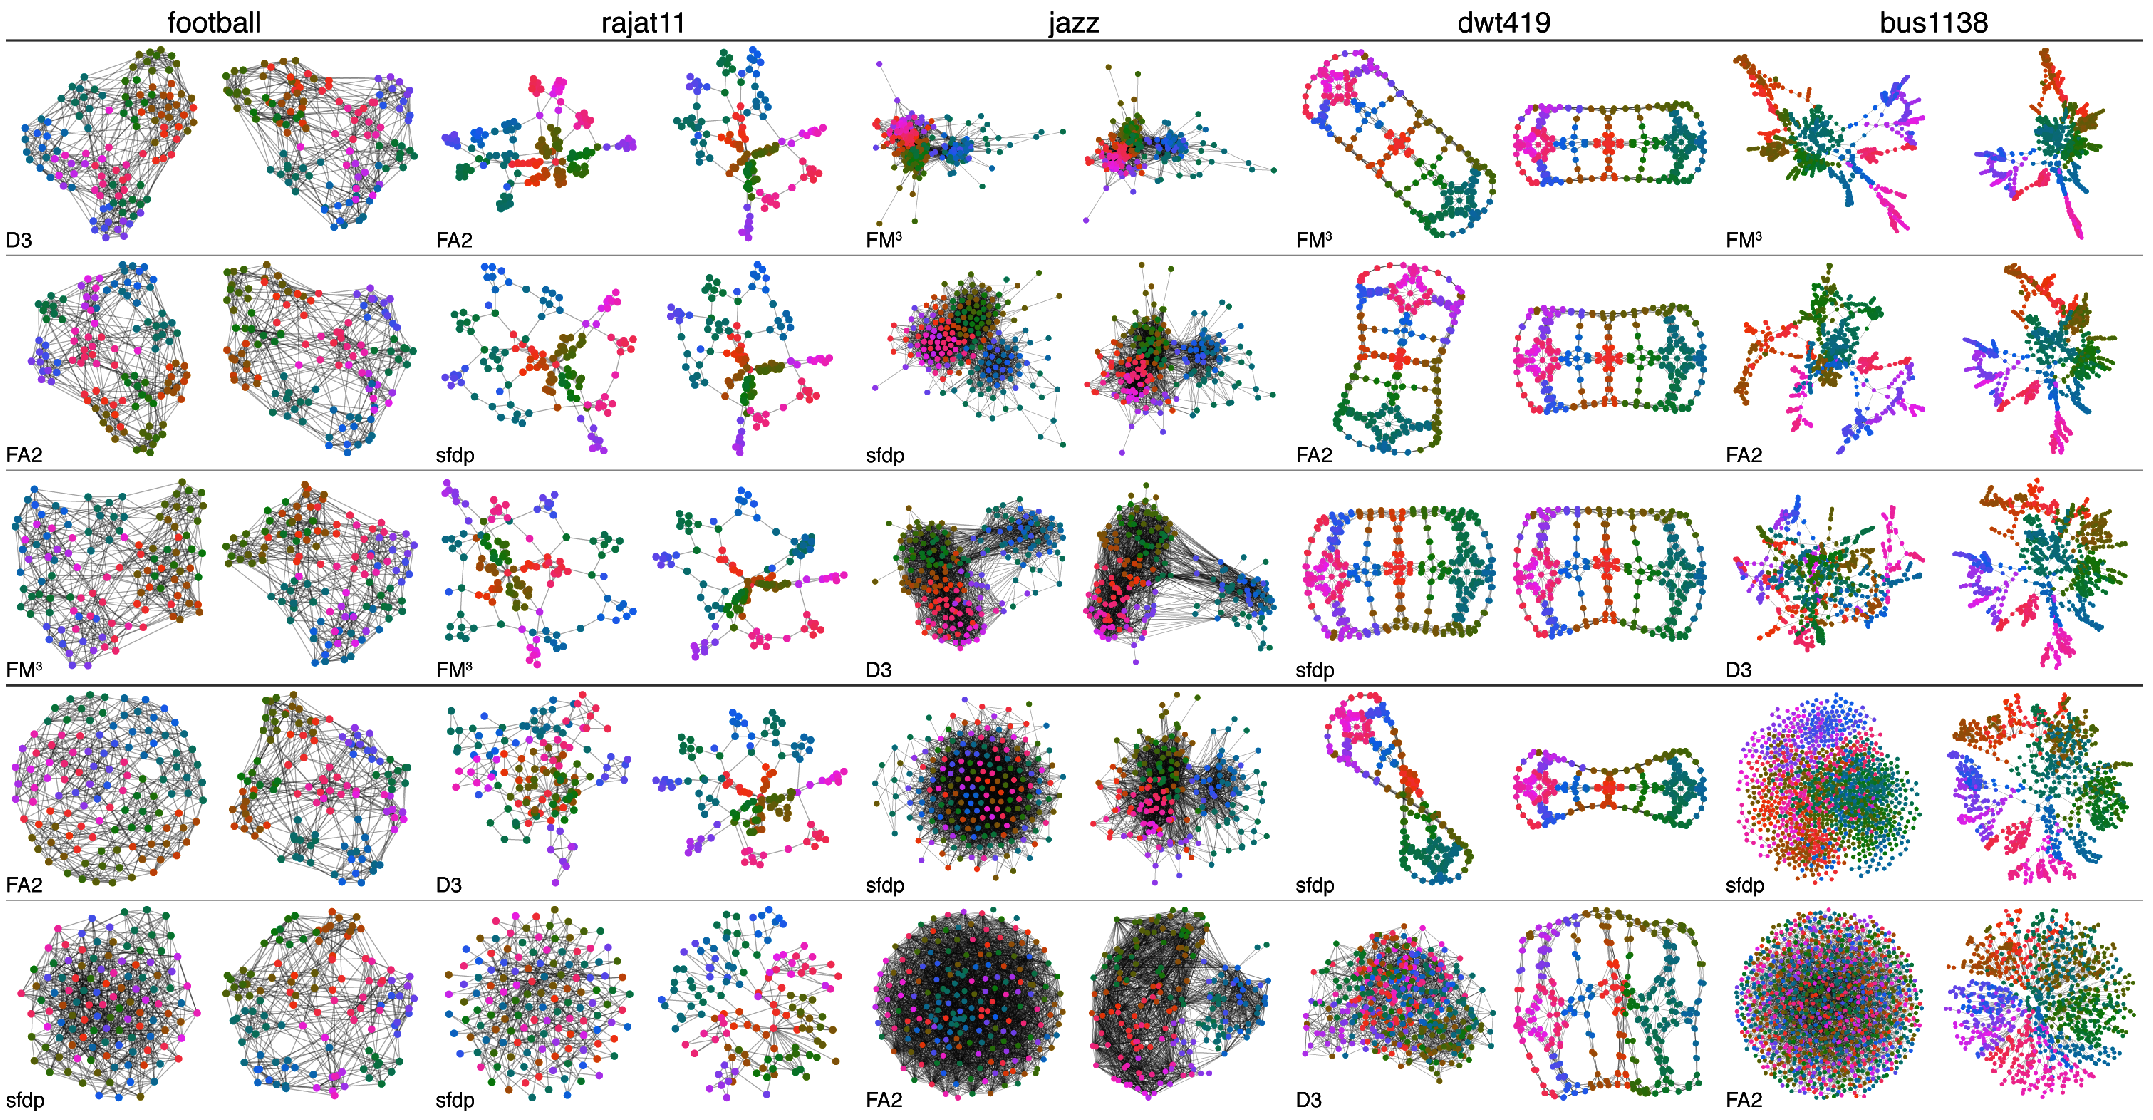 football rajat11 jazz dwt419 bus1138
D3 FA2 FM³ FM³ FM³
FA2 sfdp sfdp FA2 FA2
FM³ FM³ D3 sfdp D3
FA2 D3 sfdp sfdp sfdp
sfdp sfdp FA2 D3 FA2